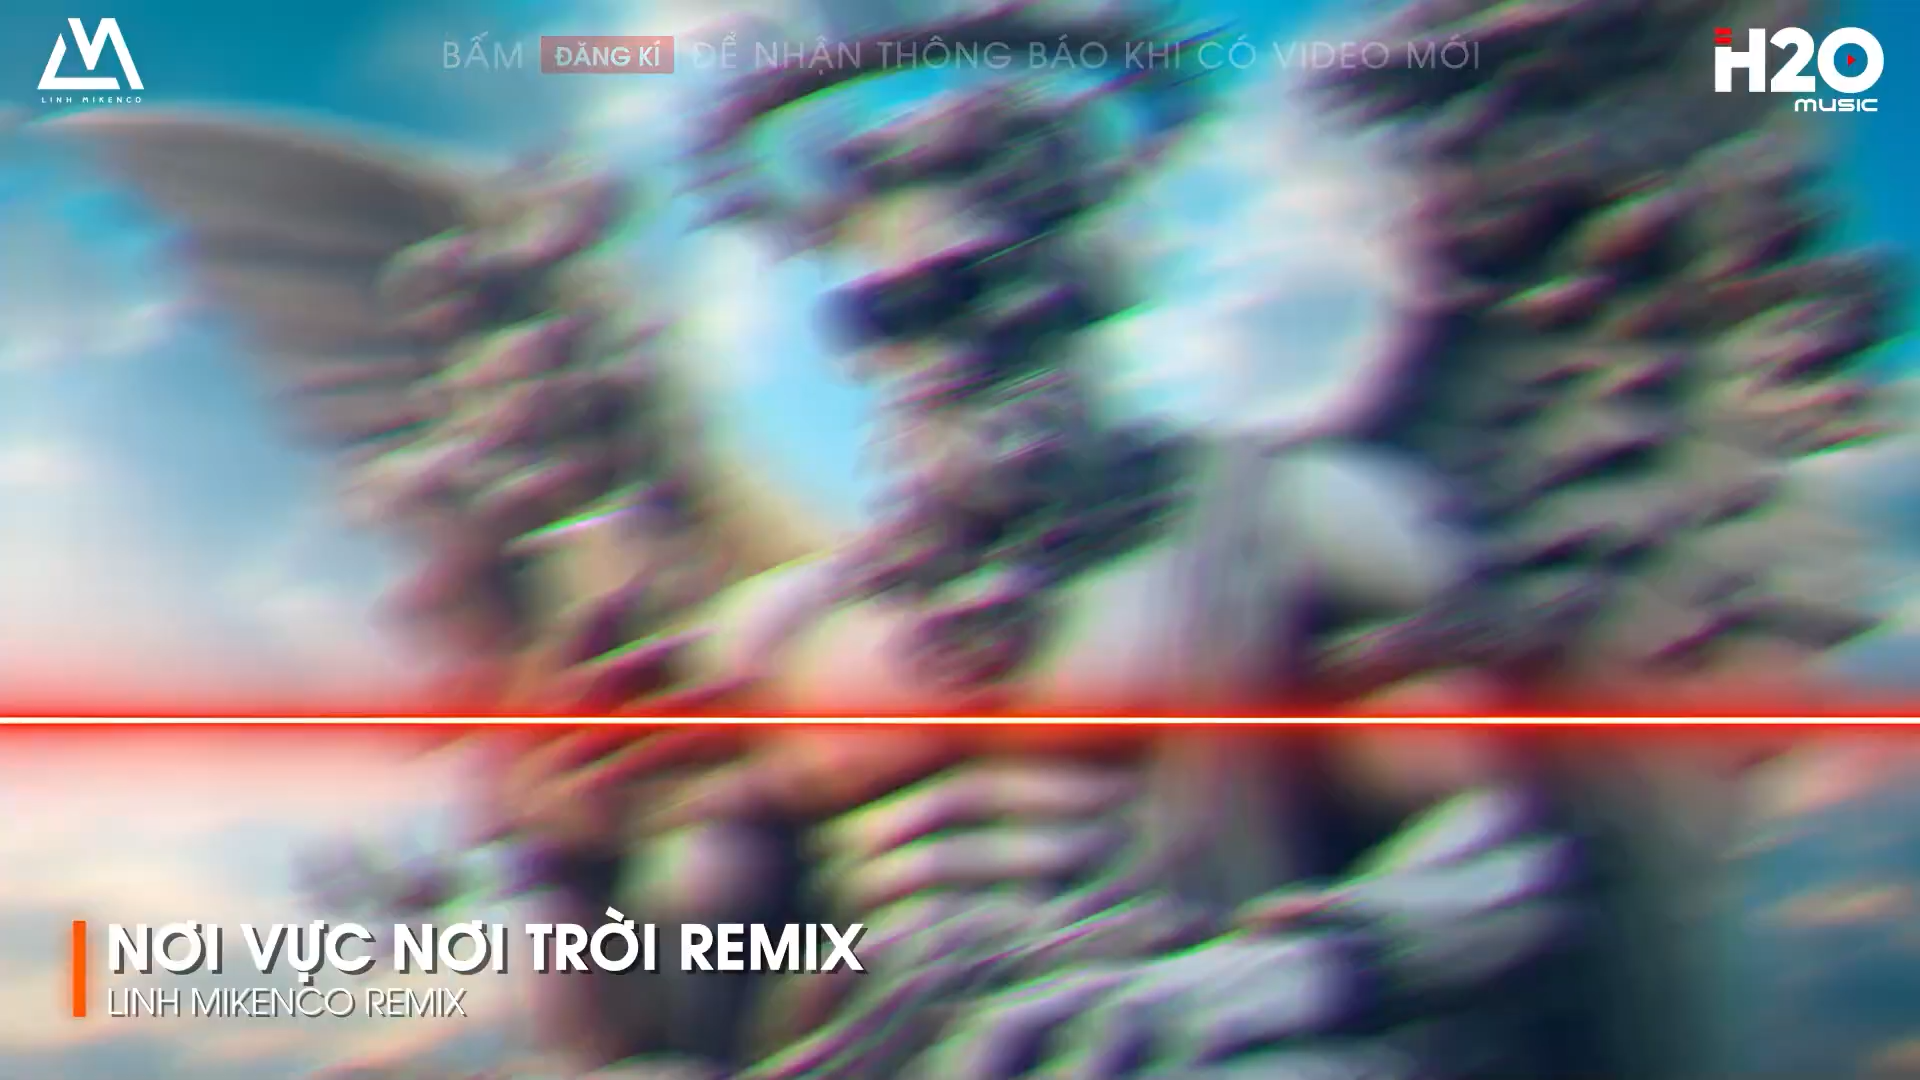 BẤM ĐĂNG KÍ ĐỂ NHẬN THÔNG BÁO KHI CÓ VIDEO MỚI
LINH MIKENCO
H2O
MUSIC
NƠI VỰC NƠI TRỜI REMIX
LINH MIKENCO REMIX